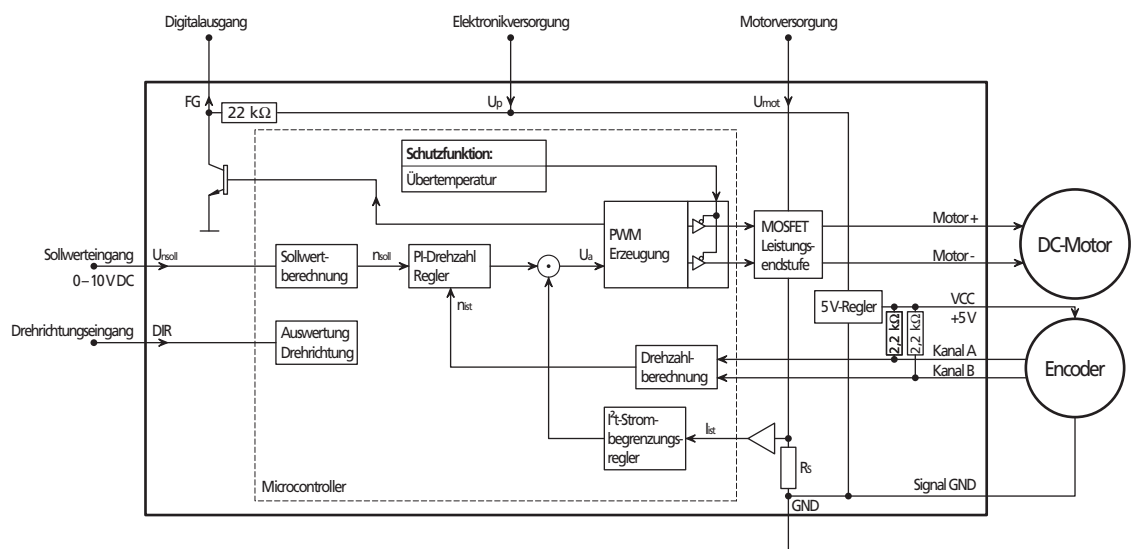 Digitalausgang
Elektronikversorgung
Motorversorgung
FG
22 kΩ
Up
Umot
Schutzfunktion:
Übertemperatur
PWM
Erzeugung
MOSFET
Leistungs-
endstufe
Motor +
Motor -
DC-Motor
Sollwerteingang
0–10 V DC
Unsoll
Sollwert-
berechnung
nsoll
PI-Drehzahl
Regler
Ua
nist
5 V-Regler
VCC
+5 V
2,2 kΩ
2,2 kΩ
Drehrichtungseingang
DIR
Auswertung
Drehrichtung
Drehzahl-
berechnung
Kanal A
Kanal B
Encoder
I²t-Strom-
begrenzungs-
regler
Iist
RS
Microcontroller
Signal GND
GND